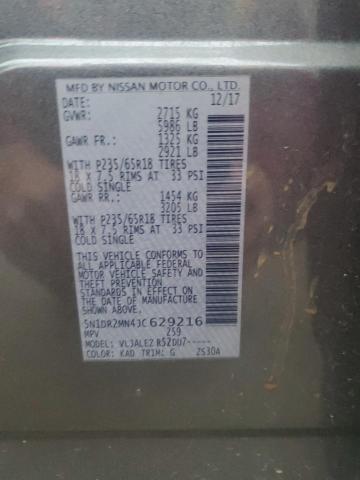 MFD BY NISSAN MOTOR CO., LTD.
DATE: 12/17
GVWR: 2715 KG
5986 LB
GAWR FR.: 1325 KG
2921 LB
WITH P235/65R18 TIRES
18 X 7.5 RIMS AT 33 PSI
COLD SINGLE
GAWR RR.: 1454 KG
3205 LB
WITH P235/65R18 TIRES
18 X 7.5 RIMS AT 33 PSI
COLD SINGLE
THIS VEHICLE CONFORMS TO
ALL APPLICABLE FEDERAL
MOTOR VEHICLE SAFETY AND
THEFT PREVENTION
STANDARDS IN EFFECT ON
THE DATE OF MANUFACTURE
SHOWN ABOVE.
5N1DR2MN4JC629216
MPV Z59
MODEL: VLJALEZ R52DU7-----
COLOR: KAD TRIM: G ZS30A